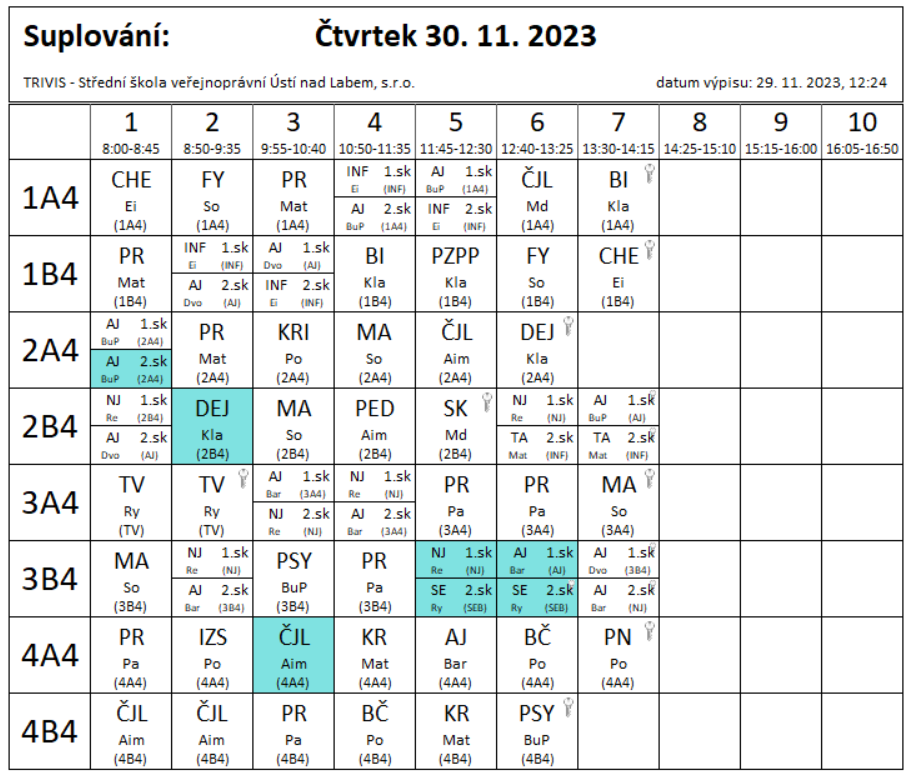 Suplování: Čtvrtek 30. 11. 2023
TRIVIS - Střední škola veřejnoprávní Ústí nad Labem, s.r.o. datum výpisu: 29. 11. 2023, 12:24
1 2 3 4 5 6 7 8 9 10
8:00-8:45 8:50-9:35 9:55-10:40 10:50-11:35 11:45-12:30 12:40-13:25 13:30-14:15 14:25-15:10 15:15-16:00 16:05-16:50
1A4
CHE Ei (1A4)
FY So (1A4)
PR Mat (1A4)
INF 1.sk
Ei (INF)
AJ 2.sk
BuP (1A4)
AJ 1.sk
BuP (1A4)
INF 2.sk
Ei (INF)
ČJL Md (1A4)
BI Kla (1A4)
1B4
PR Mat (1B4)
INF 1.sk
Ei (INF)
AJ 2.sk
Dvo (AJ)
AJ 1.sk
Dvo (AJ)
INF 2.sk
Ei (INF)
BI Kla (1B4)
PZPP Kla (1B4)
FY So (1B4)
CHE Ei (1B4)
2A4
AJ 1.sk
BuP (2A4)
AJ 2.sk
BuP (2A4)
PR Mat (2A4)
KRI Po (2A4)
MA So (2A4)
ČJL Aim (2A4)
DEJ Kla (2A4)
2B4
NJ 1.sk
Re (2B4)
AJ 2.sk
Dvo (AJ)
DEJ Kla (2B4)
MA So (2B4)
PED Aim (2B4)
SK Md (2B4)
NJ 1.sk
Re (NJ)
TA 2.sk
Mat (INF)
AJ 1.sk
BuP (AJ)
TA 2.sk
Mat (INF)
3A4
TV Ry (TV)
TV Ry (TV)
AJ 1.sk
Bar (3A4)
NJ 2.sk
Re (NJ)
NJ 1.sk
Re (NJ)
AJ 2.sk
Bar (3A4)
PR Pa (3A4)
PR Pa (3A4)
MA So (3A4)
3B4
MA So (3B4)
NJ 1.sk
Re (NJ)
AJ 2.sk
Bar (3B4)
PSY BuP (3B4)
PR Pa (3B4)
NJ 1.sk
Re (NJ)
SE 2.sk
Ry (SEB)
AJ 1.sk
Bar (AJ)
SE 2.sk
Ry (SEB)
AJ 1.sk
Dvo (3B4)
AJ 2.sk
Bar (NJ)
4A4
PR Pa (4A4)
IZS Po (4A4)
ČJL Aim (4A4)
KR Mat (4A4)
AJ Bar (4A4)
BČ Po (4A4)
PN Po (4A4)
4B4
ČJL Aim (4B4)
ČJL Aim (4B4)
PR Pa (4B4)
BČ Po (4B4)
KR Mat (4B4)
PSY BuP (4B4)